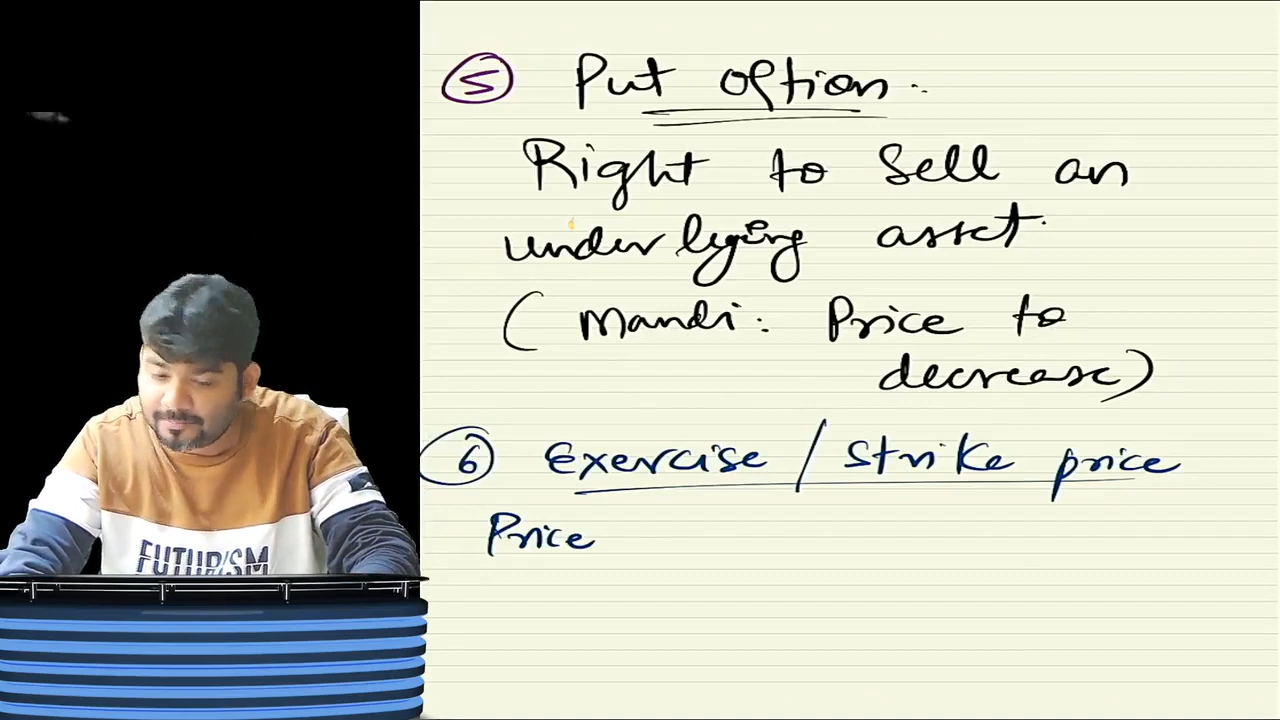 5 Put option..
Right to sell an
underlying asset.
(Mandi: Price to
decrease)
6 Exercise / Strike price
Price
FUTURISM